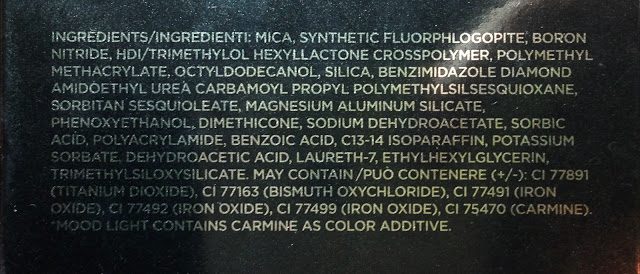 INGREDIENTS/INGREDIENTI: MICA, SYNTHETIC FLUORPHLOGOPITE, BORON
NITRIDE, HDI/TRIMETHYLOL HEXYLLACTONE CROSSPOLYMER, POLYMETHYL
METHACRYLATE, OCTYLDODECANOL, SILICA, BENZIMIDAZOLE DIAMOND
AMIDOETHYL UREA CARBAMOYL PROPYL POLYMETHYLSILSESQUIOXANE,
SORBITAN SESQUIOLEATE, MAGNESIUM ALUMINUM SILICATE,
PHENOXYETHANOL, DIMETHICONE, SODIUM DEHYDROACETATE, SORBIC
ACID, POLYACRYLAMIDE, BENZOIC ACID, C13-14 ISOPARAFFIN, POTASSIUM
SORBATE, DEHYDROACETIC ACID, LAURETH-7, ETHYLHEXYLGLYCERIN,
TRIMETHYLSILOXYSILICATE. MAY CONTAIN /PUÒ CONTENERE (+/-): CI 77891
(TITANIUM DIOXIDE), CI 77163 (BISMUTH OXYCHLORIDE), CI 77491 (IRON
OXIDE), CI 77492 (IRON OXIDE), CI 77499 (IRON OXIDE), CI 75470 (CARMINE).
*MOOD LIGHT CONTAINS CARMINE AS COLOR ADDITIVE.